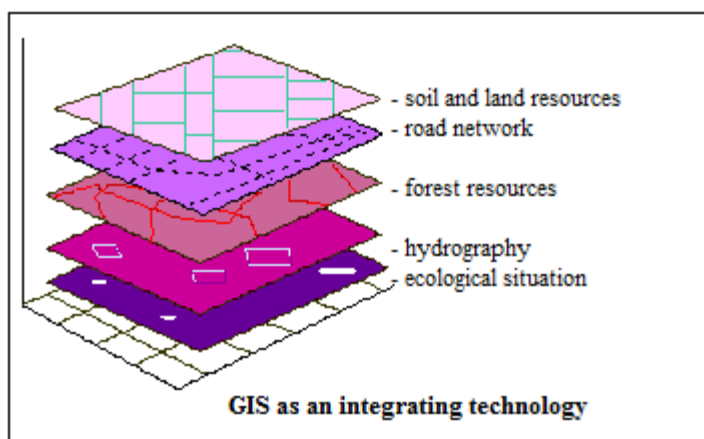 - soil and land resources
- road network
- forest resources
- hydrography
- ecological situation
GIS as an integrating technology